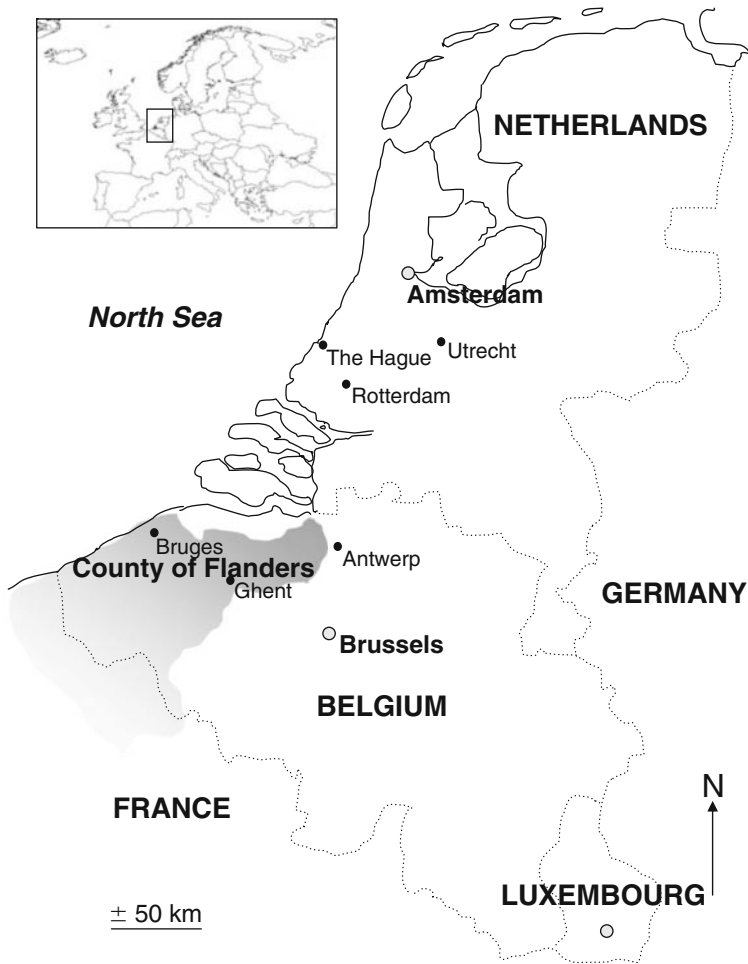 NETHERLANDS
Amsterdam
North Sea
The Hague
Utrecht
Rotterdam
Bruges
Antwerp
County of Flanders
Ghent
GERMANY
Brussels
BELGIUM
N
FRANCE
LUXEMBOURG
± 50 km